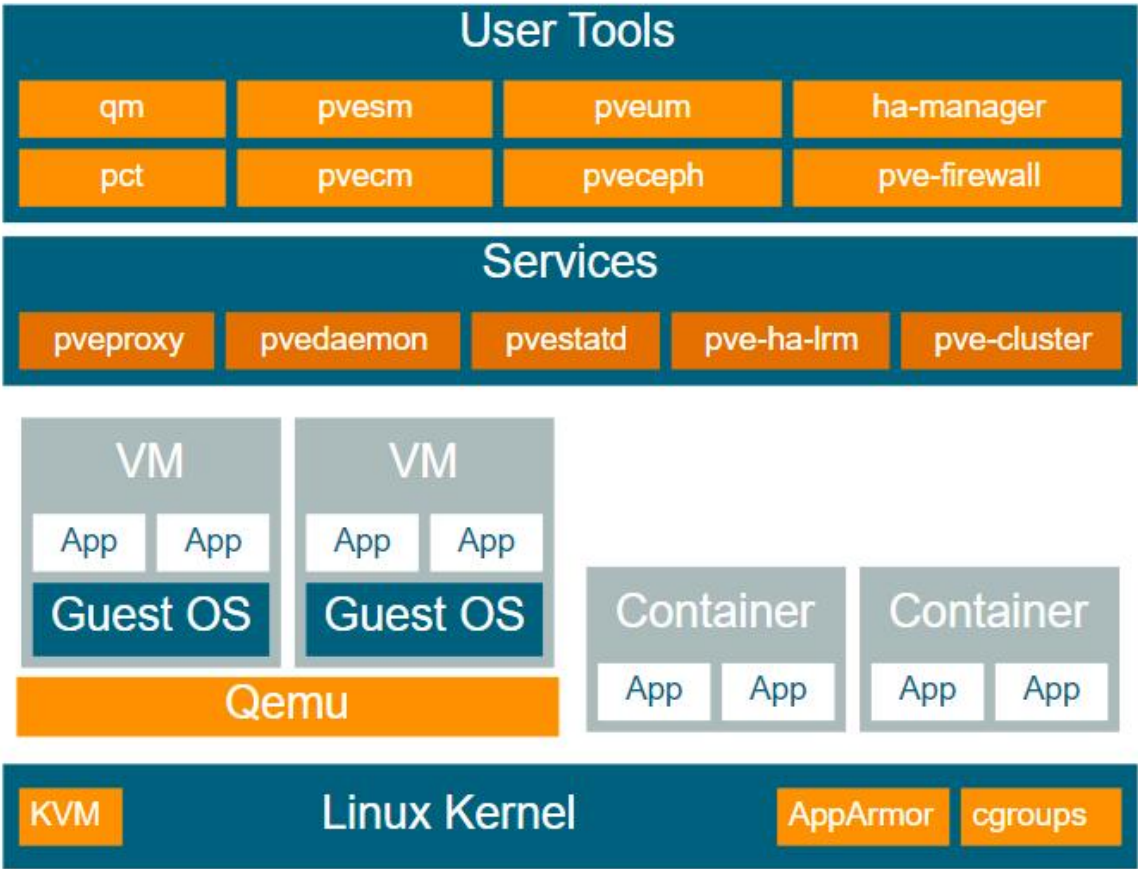 User Tools
qm pvesm pveum ha-manager
pct pvecm pveceph pve-firewall
Services
pveproxy pvedaemon pvestatd pve-ha-lrm pve-cluster
VM VM
App App App App
Guest OS Guest OS
Container Container
Qemu
App App App App
KVM Linux Kernel AppArmor cgroups